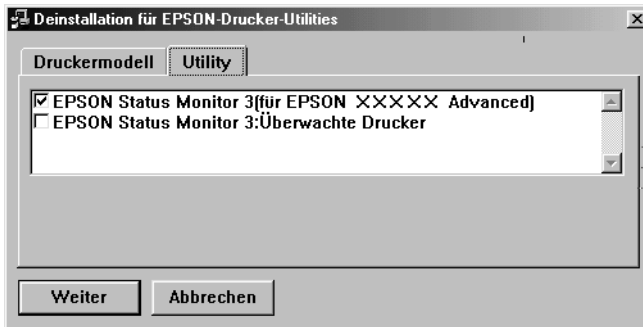 Deinstallation für EPSON-Drucker-Utilities
Druckermodell Utility
EPSON Status Monitor 3(für EPSON XXXXX Advanced)
EPSON Status Monitor 3:Überwachte Drucker
Weiter Abbrechen